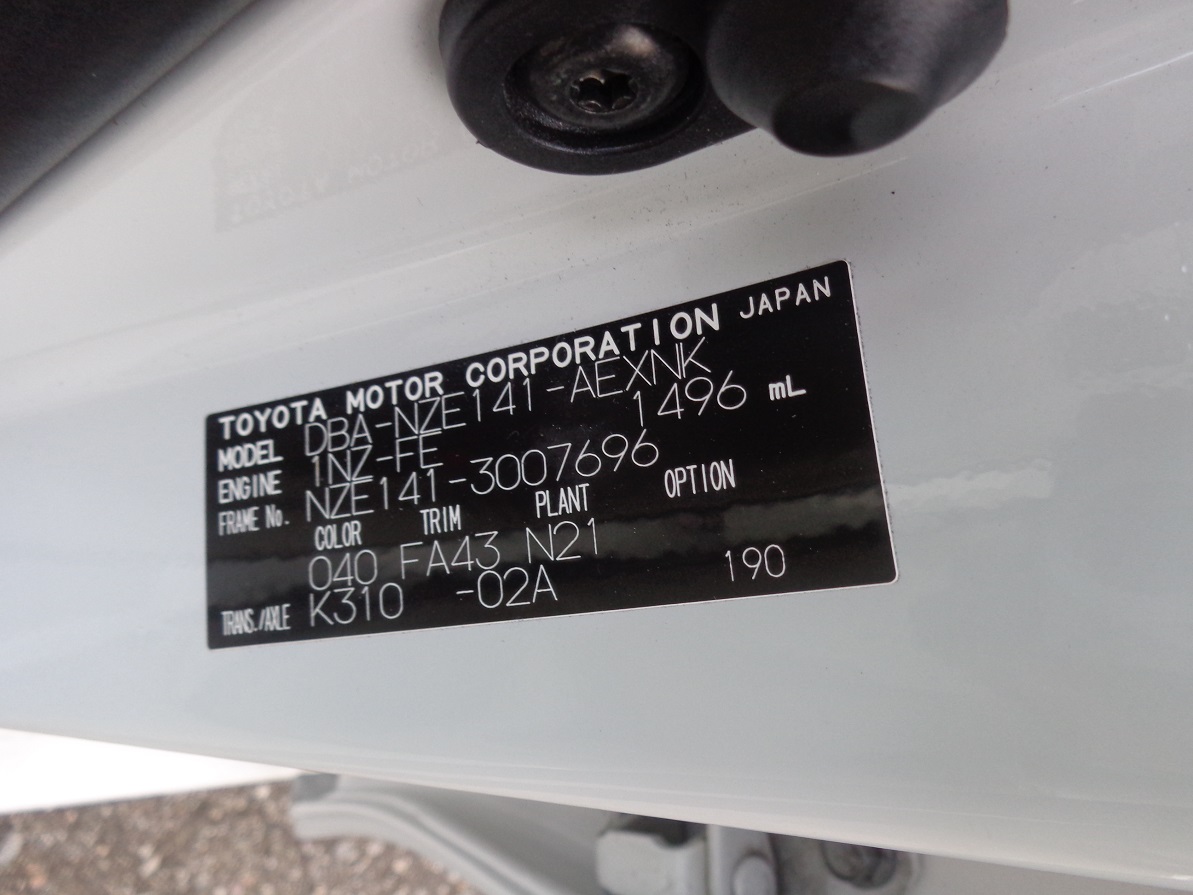 TOYOTA MOTOR CORPORATION JAPAN
MODEL DBA-NZE141-AEXNK
ENGINE 1NZ-FE 1496 mL
FRAME No. NZE141-3007696
COLOR TRIM PLANT OPTION
040 FA43 N21
TRANS./AXLE K310 -02A 190